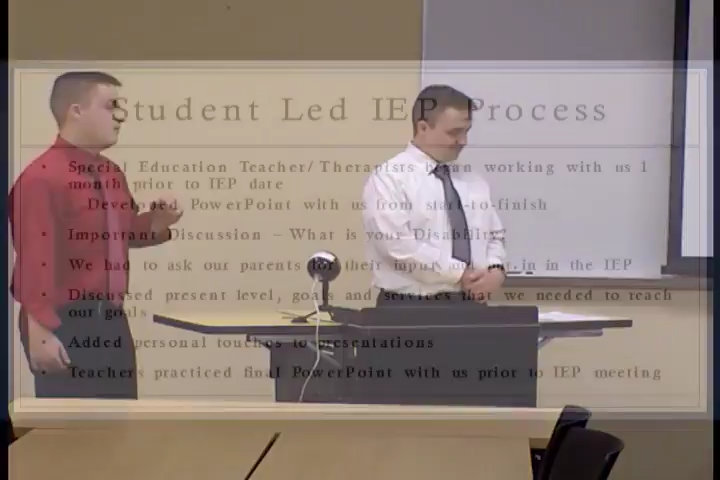 Student Led IEP Process
• Special Education Teacher/Therapists began working with us 1
month prior to IEP date
Developed PowerPoint with us from start-to-finish
• Important Discussion – What is your Disability?
• We had to ask our parents for their input and put in in the IEP
• Discussed present level, goals and services that we needed to reach
our goals
• Added personal touches to presentations
• Teachers practiced final PowerPoint with us prior to IEP meeting